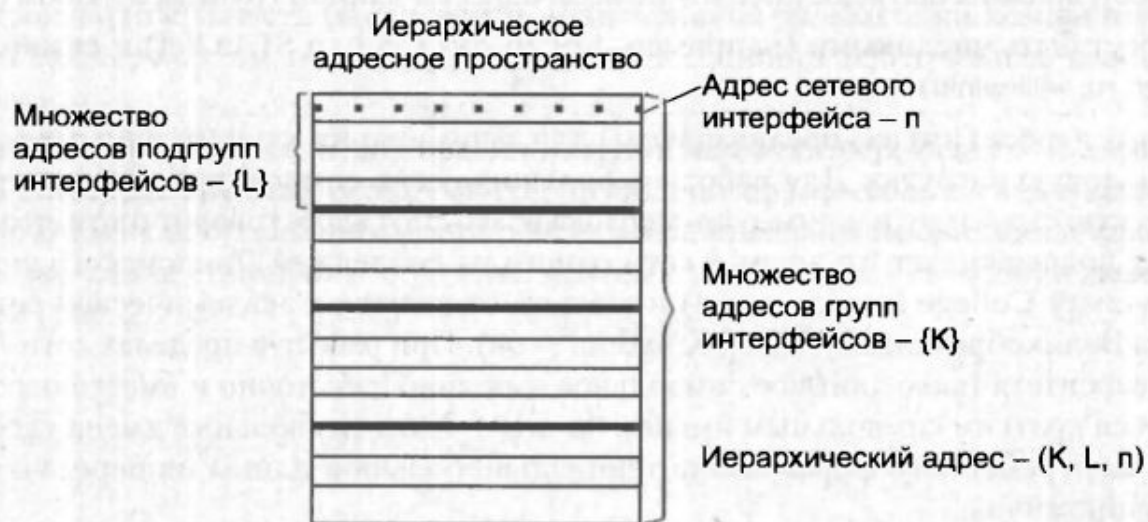 Иерархическое
адресное пространство
Множество
адресов подгрупп
интерфейсов – {L}
Адрес сетевого
интерфейса – n
Множество
адресов групп
интерфейсов – {K}
Иерархический адрес – (K, L, n)